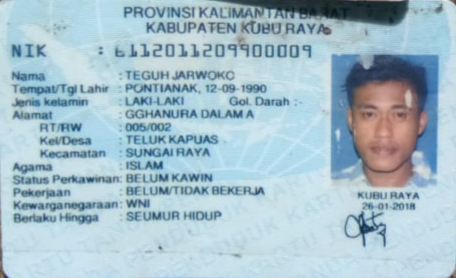 PROVINSI KALIMANTAN BARAT
KABUPATEN KUBU RAYA
NIK : 6112011209900009
Nama : TEGUH JARWOKO
Tempat/Tgl Lahir : PONTIANAK, 12-09-1990
Jenis kelamin : LAKI-LAKI Gol. Darah :-
Alamat : GGHANURA DALAM A
RT/RW : 005/002
Kel/Desa : TELUK KAPUAS
Kecamatan : SUNGAI RAYA
Agama : ISLAM
Status Perkawinan: BELUM KAWIN
Pekerjaan : BELUM/TIDAK BEKERJA
Kewarganegaraan: WNI
Berlaku Hingga : SEUMUR HIDUP
KUBU RAYA
26-01-2018